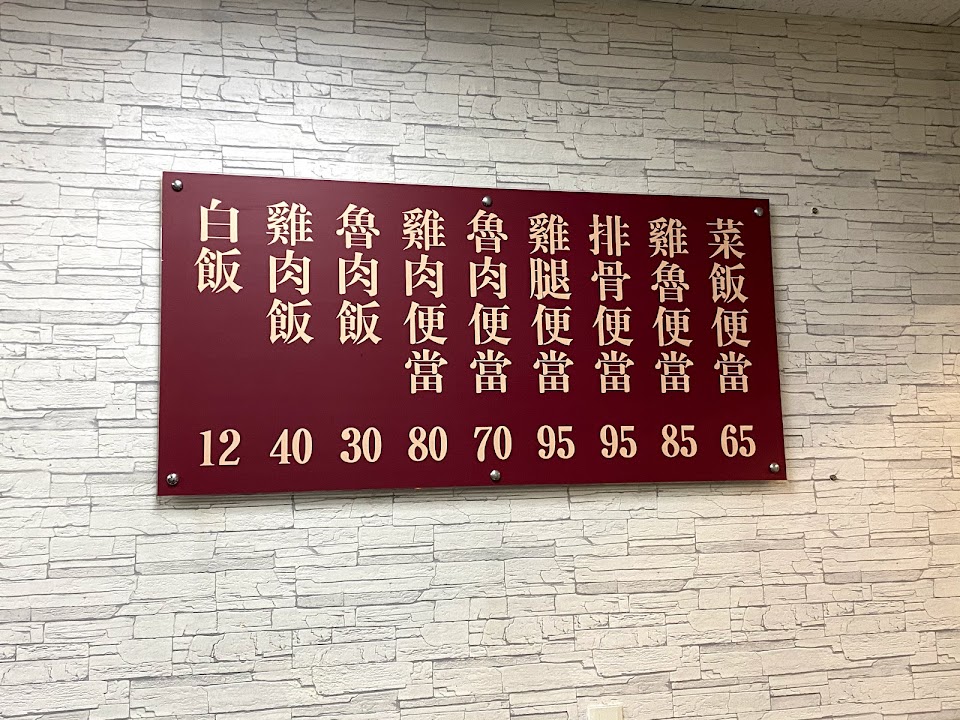 菜飯便當 65
雞魯便當 85
排骨便當 95
雞腿便當 95
魯肉便當 70
雞肉便當 80
魯肉飯 30
雞肉飯 40
白飯 12